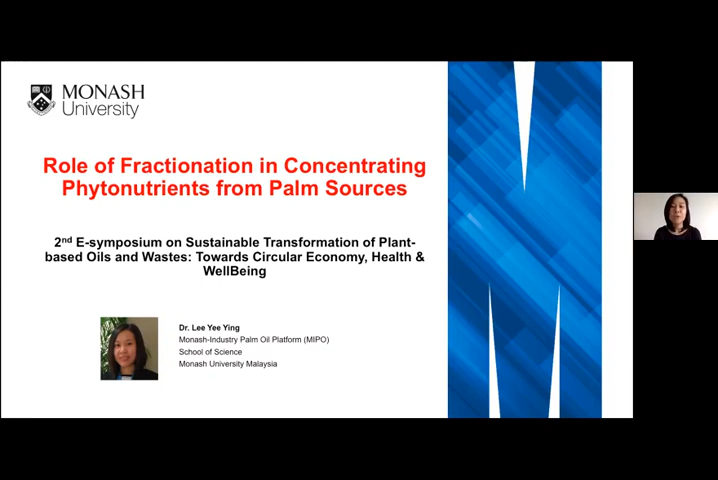 MONASH
University
Role of Fractionation in Concentrating
Phytonutrients from Palm Sources
2nd E-symposium on Sustainable Transformation of Plant-
based Oils and Wastes: Towards Circular Economy, Health &
WellBeing
Dr. Lee Yee Ying
Monash-Industry Palm Oil Platform (MIPO)
School of Science
Monash University Malaysia